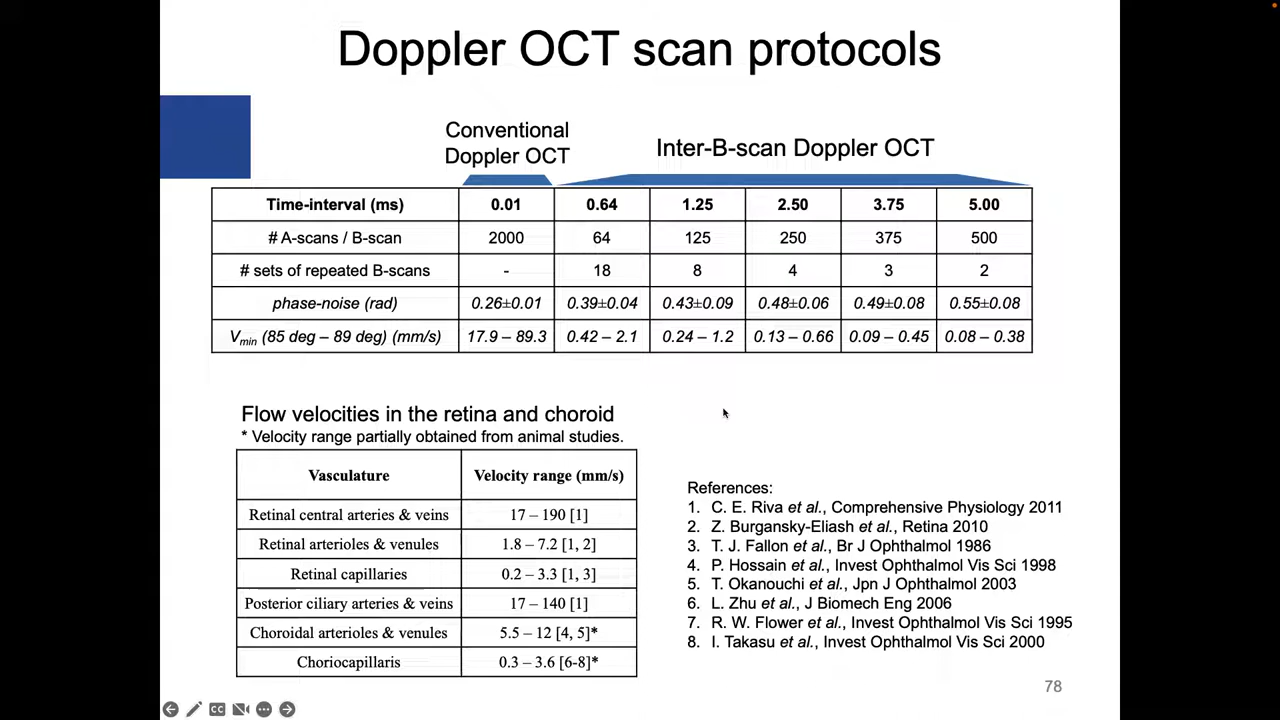 Doppler OCT scan protocols
Conventional
Doppler OCT
Inter-B-scan Doppler OCT
Time-interval (ms) 0.01 0.64 1.25 2.50 3.75 5.00
# A-scans / B-scan 2000 64 125 250 375 500
# sets of repeated B-scans - 18 8 4 3 2
phase-noise (rad) 0.26±0.01 0.39±0.04 0.43±0.09 0.48±0.06 0.49±0.08 0.55±0.08
Vmin (85 deg – 89 deg) (mm/s) 17.9 – 89.3 0.42 – 2.1 0.24 – 1.2 0.13 – 0.66 0.09 – 0.45 0.08 – 0.38
Flow velocities in the retina and choroid
* Velocity range partially obtained from animal studies.
Vasculature Velocity range (mm/s)
Retinal central arteries & veins 17 – 190 [1]
Retinal arterioles & venules 1.8 – 7.2 [1, 2]
Retinal capillaries 0.2 – 3.3 [1, 3]
Posterior ciliary arteries & veins 17 – 140 [1]
Choroidal arterioles & venules 5.5 – 12 [4, 5]*
Choriocapillaris 0.3 – 3.6 [6-8]*
References:
1. C. E. Riva et al., Comprehensive Physiology 2011
2. Z. Burgansky-Eliash et al., Retina 2010
3. T. J. Fallon et al., Br J Ophthalmol 1986
4. P. Hossain et al., Invest Ophthalmol Vis Sci 1998
5. T. Okanouchi et al., Jpn J Ophthalmol 2003
6. L. Zhu et al., J Biomech Eng 2006
7. R. W. Flower et al., Invest Ophthalmol Vis Sci 1995
8. I. Takasu et al., Invest Ophthalmol Vis Sci 2000
78
CC